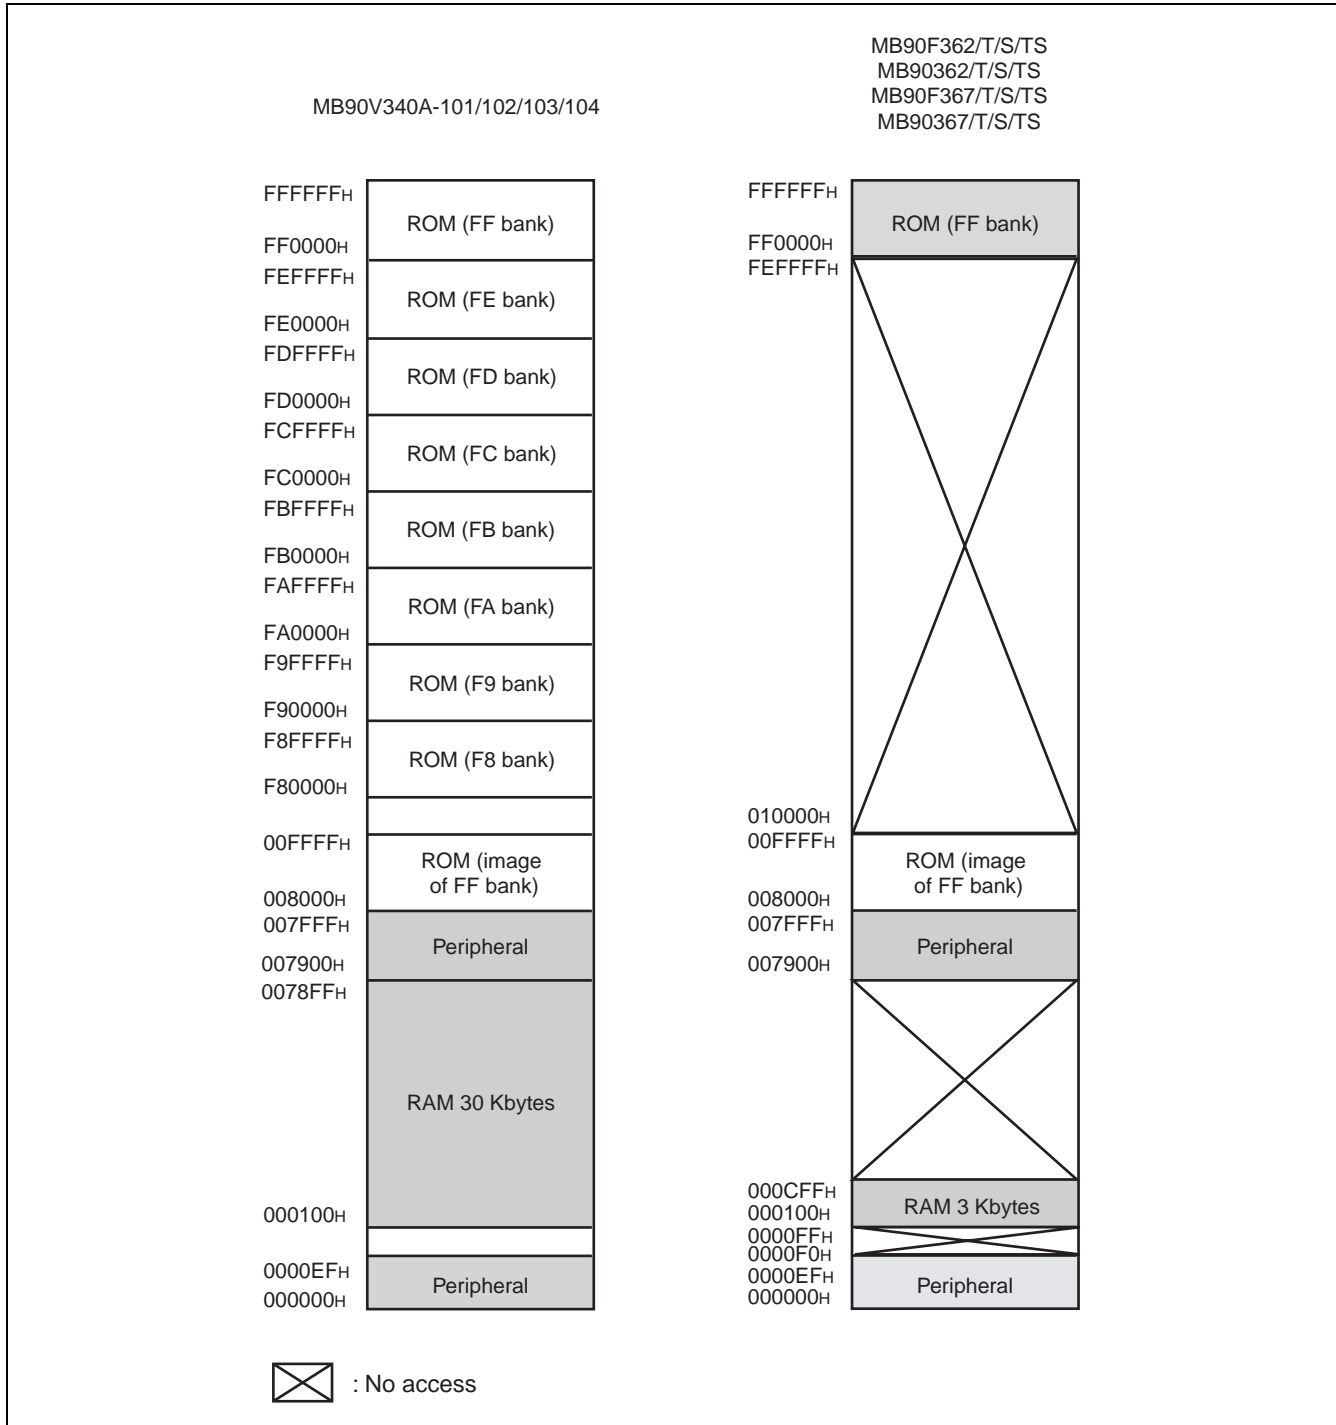 MB90V340A-101/102/103/104
FFFFFFH
ROM (FF bank)
FF0000H
FEFFFFH
ROM (FE bank)
FE0000H
FDFFFFH
ROM (FD bank)
FD0000H
FCFFFFH
ROM (FC bank)
FC0000H
FBFFFFH
ROM (FB bank)
FB0000H
FAFFFFH
ROM (FA bank)
FA0000H
F9FFFFH
ROM (F9 bank)
F90000H
F8FFFFH
ROM (F8 bank)
F80000H
00FFFFH
ROM (image
of FF bank)
008000H
007FFFH
Peripheral
007900H
0078FFH
RAM 30 Kbytes
000100H
0000EFH
Peripheral
000000H
MB90F362/T/S/TS
MB90362/T/S/TS
MB90F367/T/S/TS
MB90367/T/S/TS
FFFFFFH
ROM (FF bank)
FF0000H
FEFFFFH
010000H
00FFFFH
ROM (image
of FF bank)
008000H
007FFFH
Peripheral
007900H
000CFFH
RAM 3 Kbytes
000100H
0000FFH
0000F0H
0000EFH
Peripheral
000000H
: No access